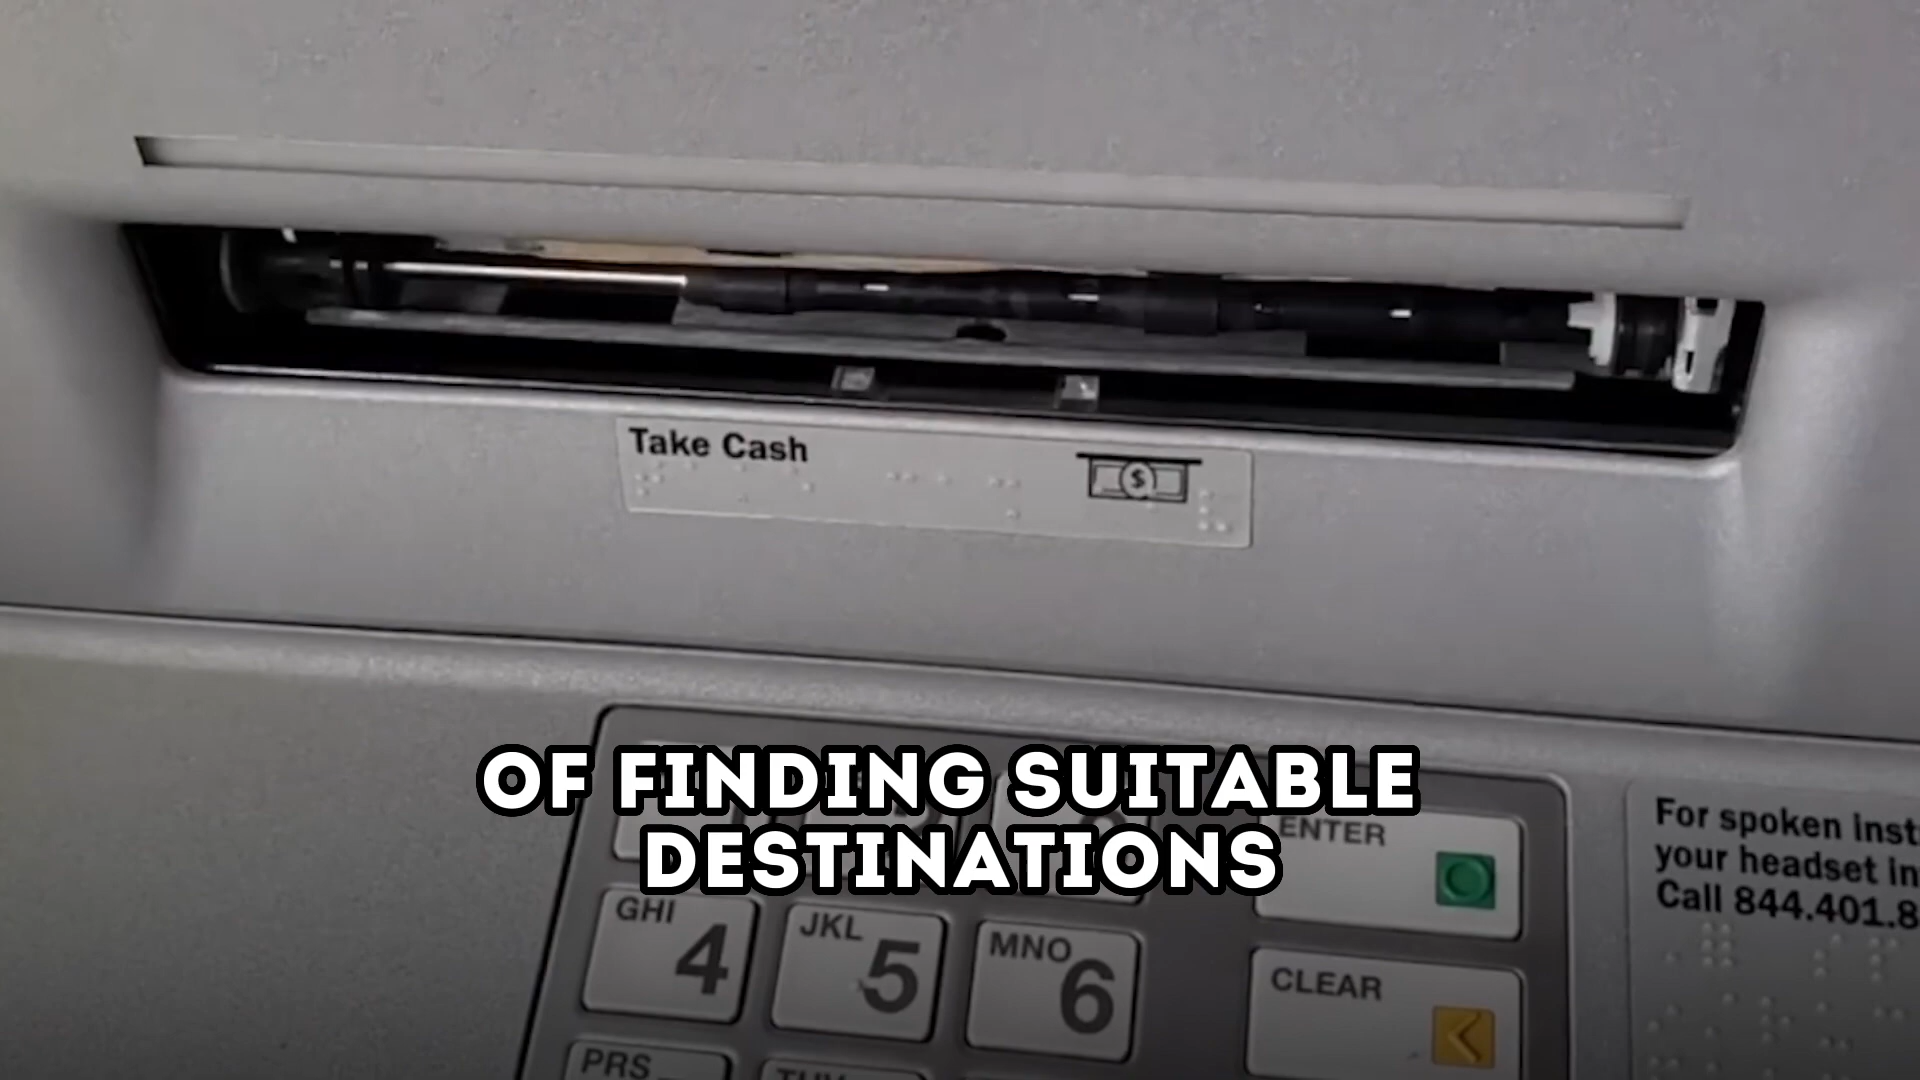 Take Cash
$
OF FINDING SUITABLE
DESTINATIONS
ENTER
For spoken inst
your headset in
Call 844.401.8
GHI
4
JKL
5
MNO
6
CLEAR
PRS